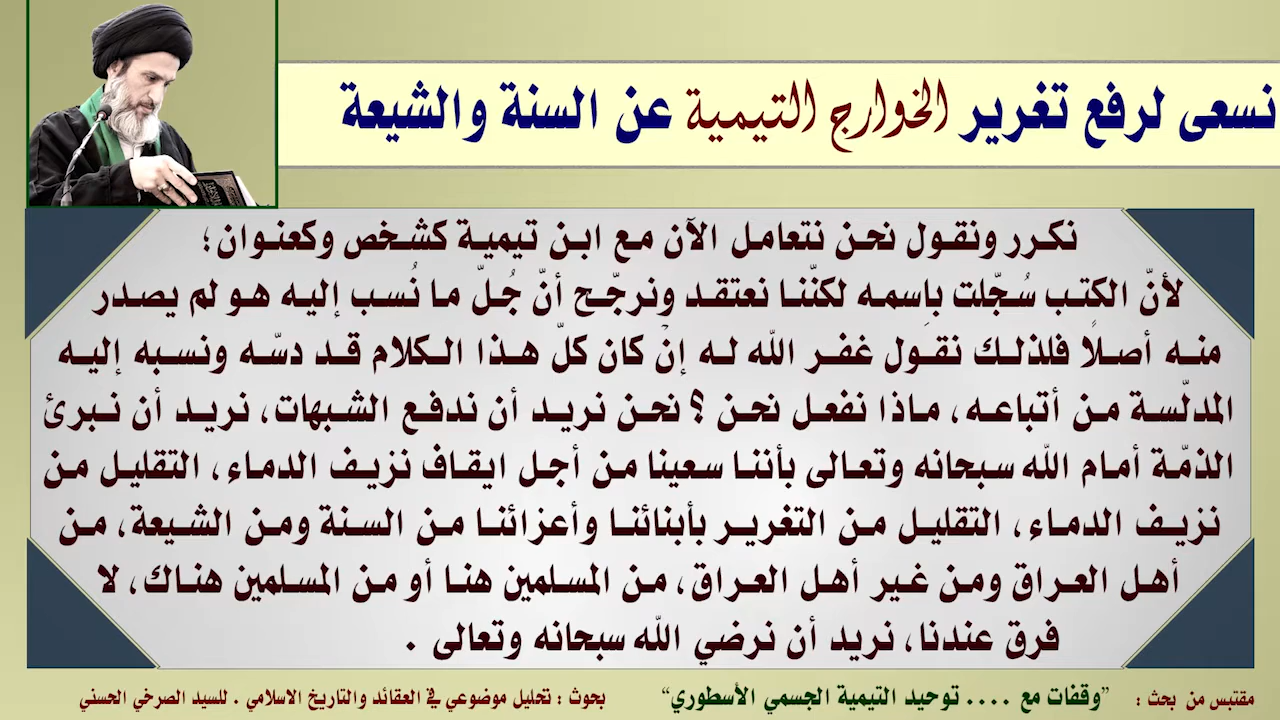 نسعى لرفع تغرير الخوارج التيمية عن السنة والشيعة
نكرر ونقول نحن نتعامل الآن مع ابن تيمية كشخص وكعنوان؛
لأنّ الكتب سُجّلت بإسمه لكنّنا نعتقد ونرجّح أنّ جُلّ ما نُسب إليه هو لم يصدر
منه أصلًا فلذلك نقول غفر الله له إنْ كان كلّ هذا الكلام قد دسّه ونسبه إليه
المدلّسة من أتباعه، ماذا نفعل نحن ؟ نحن نريد أن ندفع الشبهات، نريد أن نبرئ
الذمّة أمام الله سبحانه وتعالى بأننا سعينا من أجل ايقاف نزيف الدماء، التقليل من
نزيف الدماء، التقليل من التغرير بأبنائنا وأعزائنا من السنة ومن الشيعة، من
أهل العراق ومن غير أهل العراق، من المسلمين هنا أو من المسلمين هناك، لا
فرق عندنا، نريد أن نرضي الله سبحانه وتعالى .
مقتبس من بحث : "وقفات مع .... توحيد التيمية الجسمي الأسطوري" بحوث : تحليل موضوعي في العقائد والتاريخ الاسلامي . للسيد الصرخي الحسني